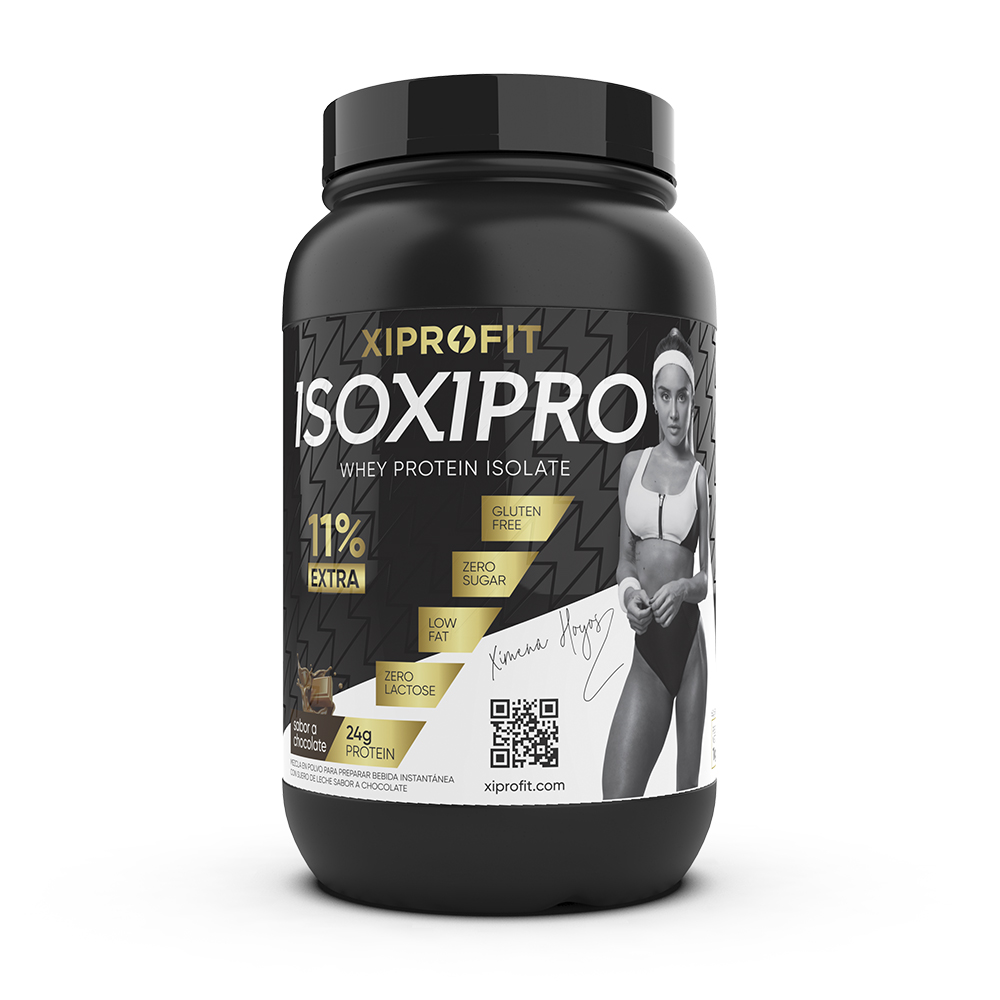 XIPROFIT
ISOXIPRO
WHEY PROTEIN ISOLATE
11%
EXTRA
GLUTEN
FREE
ZERO
SUGAR
LOW
FAT
ZERO
LACTOSE
Ximena Hoyos
sabor a
chocolate
24g
PROTEIN
MEZCLA EN POLVO PARA PREPARAR BEBIDA INSTANTÁNEA
CON SUERO DE LECHE SABOR A CHOCOLATE
xiprofit.com